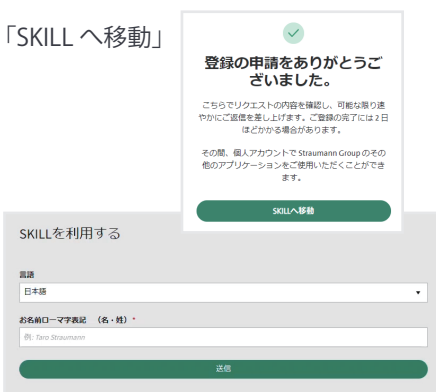 「SKILL へ移動」
登録の申請をありがとうご
ざいました。
こちらでリクエストの内容を確認し、可能な限り速
やかにご返信を差し上げます。ご登録の完了には2日
ほどかかる場合があります。
その間、個人アカウントで Straumann Group のその
他のアプリケーションをご使用いただくことができ
ます。
SKILLへ移動
SKILLを利用する
言語
日本語
お名前ローマ字表記 （名・姓） *
例: Taro Straumann
送信